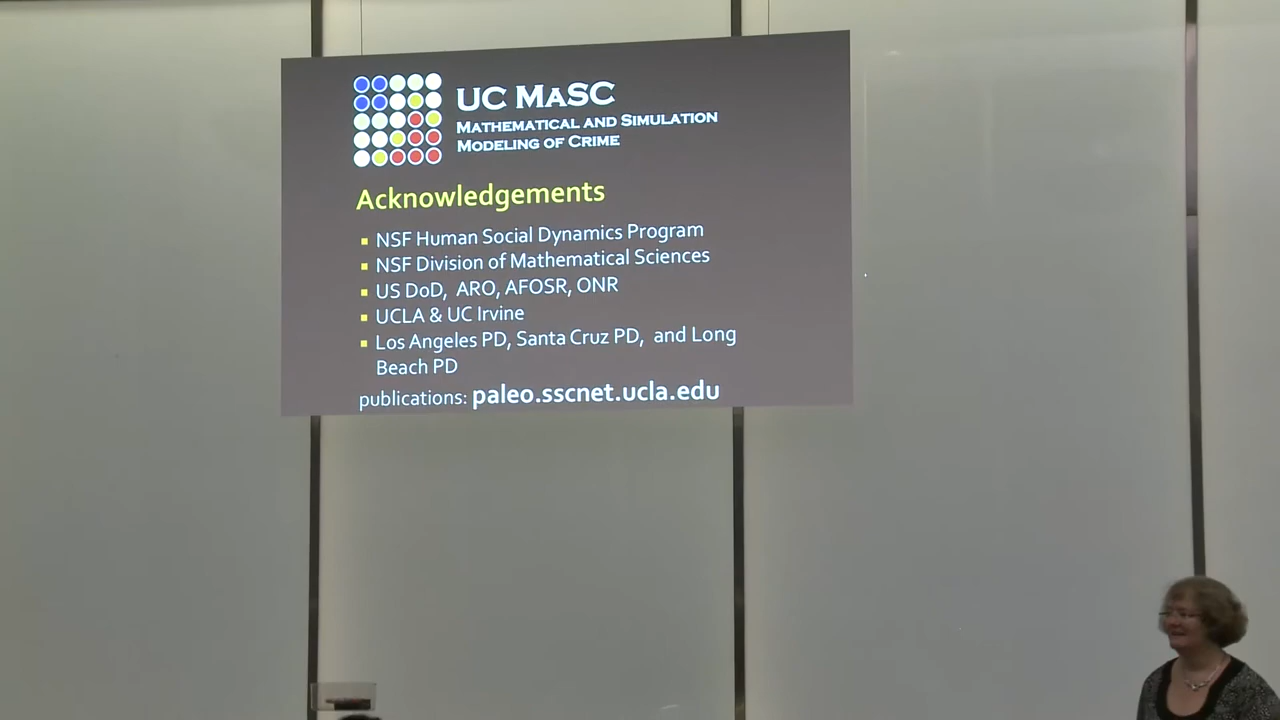 UC MASC
MATHEMATICAL AND SIMULATION
MODELING OF CRIME
Acknowledgements
NSF Human Social Dynamics Program
NSF Division of Mathematical Sciences
US DoD, ARO, AFOSR, ONR
UCLA & UC Irvine
Los Angeles PD, Santa Cruz PD, and Long
Beach PD
publications: paleo.sscnet.ucla.edu